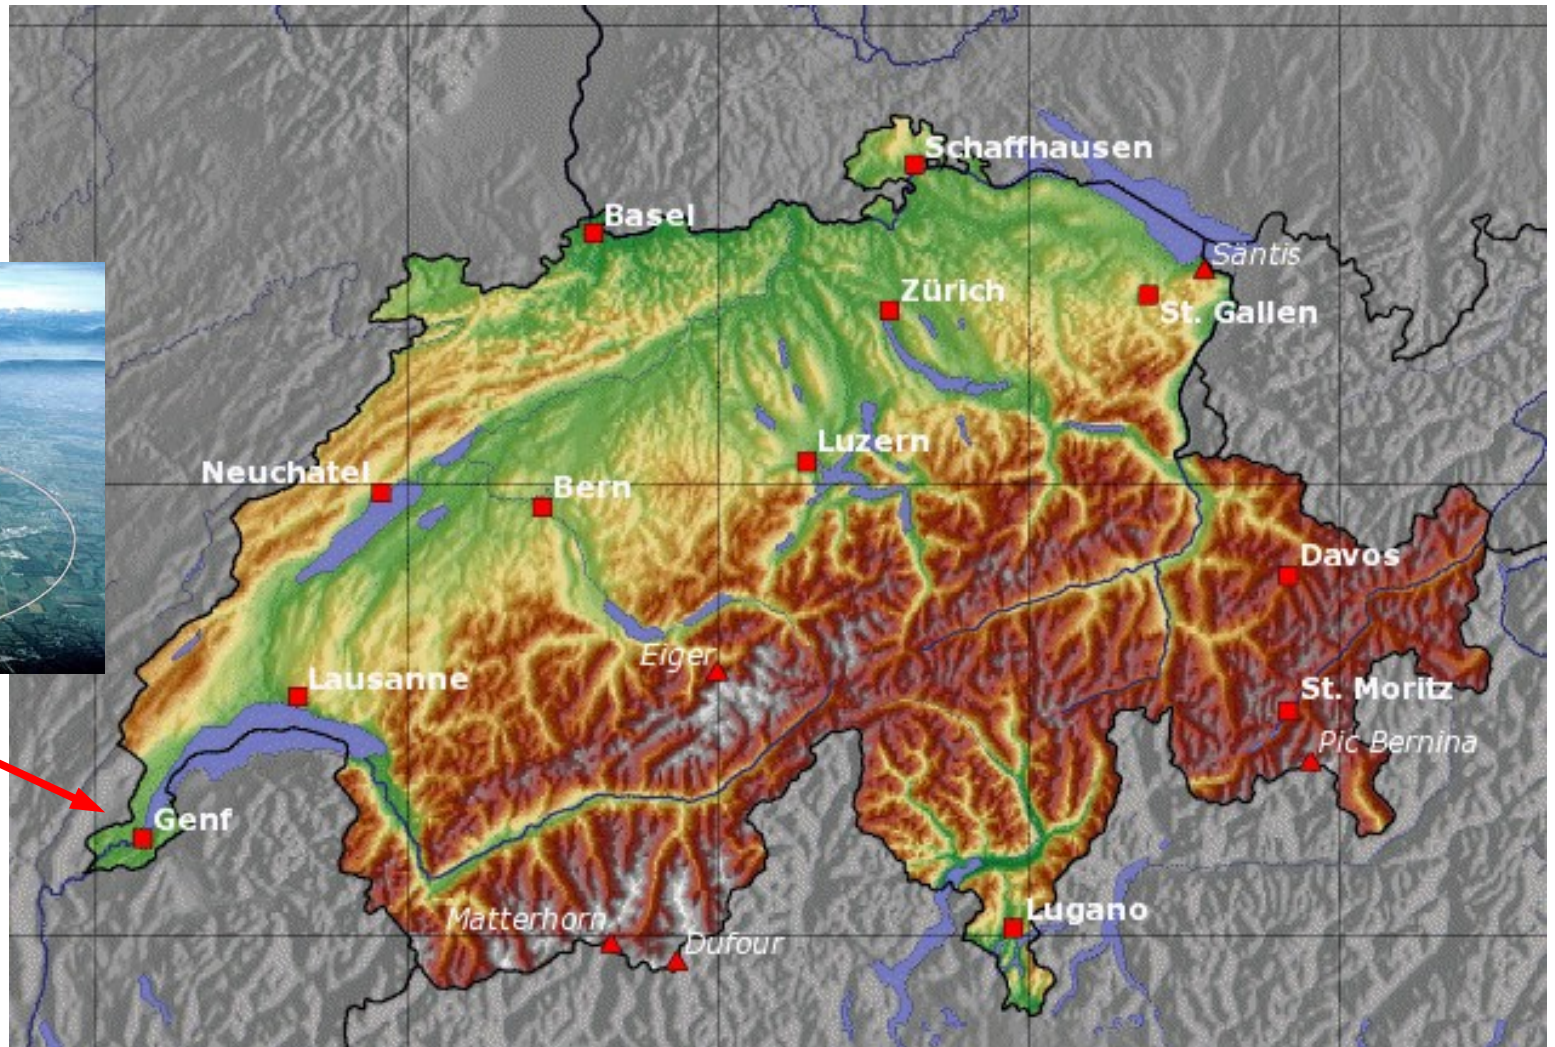 Schaffhausen
Basel
Säntis
Zürich
St. Gallen
Luzern
Neuchatel
Bern
Davos
Eiger
Lausanne
St. Moritz
Pic Bernina
Genf
Matterhorn
Lugano
Dufour